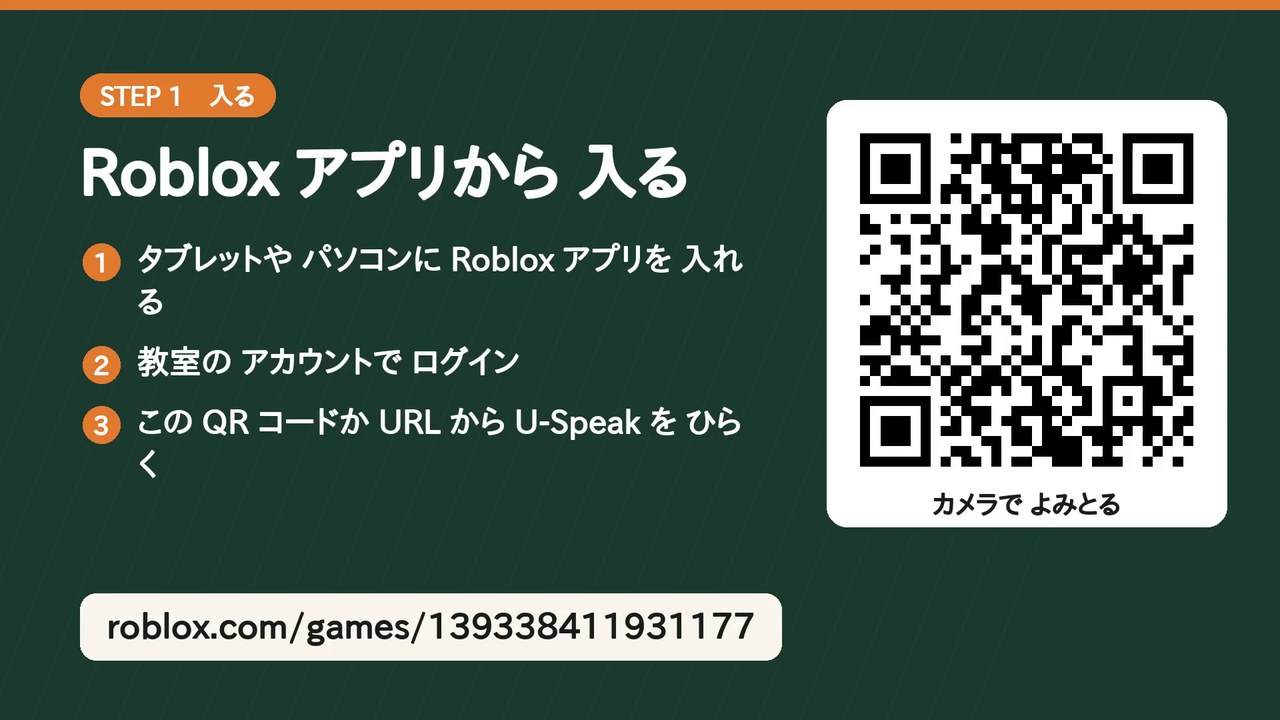 STEP 1 入る
Roblox アプリから 入る
1 タブレットや パソコンに Roblox アプリを 入れ
る
2 教室の アカウントで ログイン
3 この QR コードか URL から U-Speak を ひら
く
カメラで よみとる
roblox.com/games/139338411931177